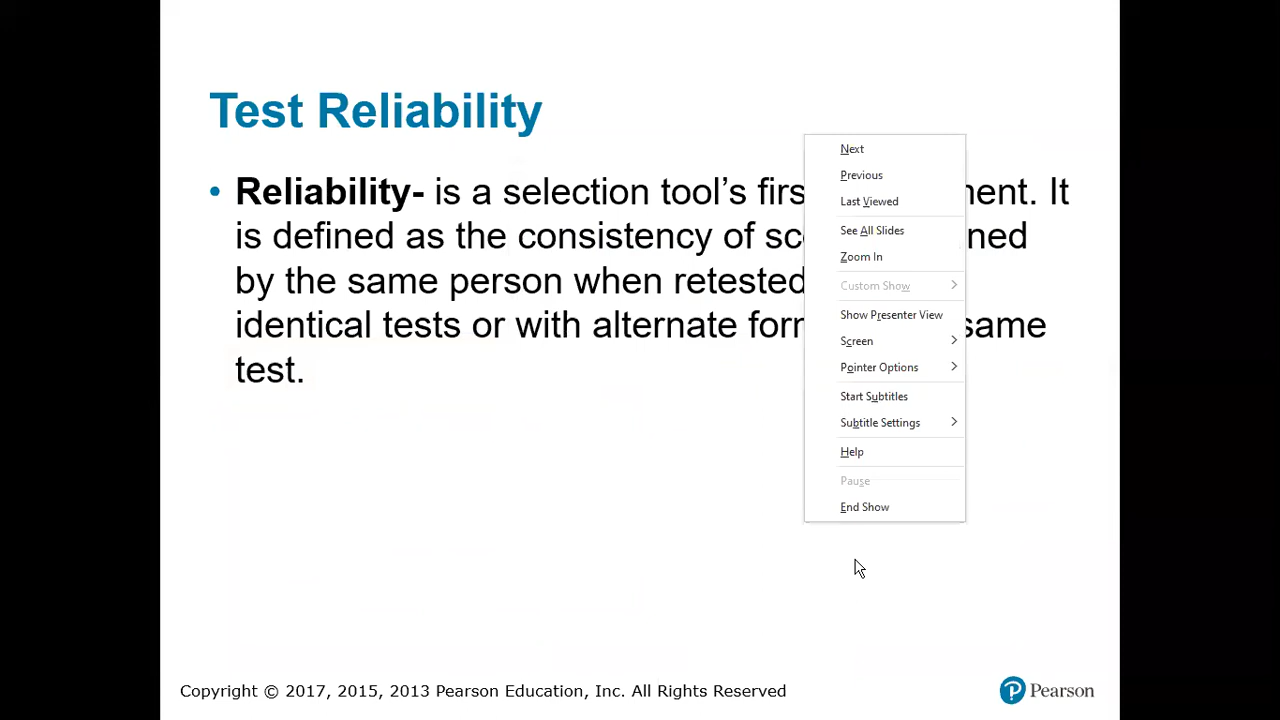 Test Reliability
• Reliability- is a selection tool’s firs ment. It
is defined as the consistency of sc ned
by the same person when retested
identical tests or with alternate for same
test.
Next
Previous
Last Viewed
See All Slides
Zoom In
Custom Show
Show Presenter View
Screen
Pointer Options
Start Subtitles
Subtitle Settings
Help
Pause
End Show
Copyright © 2017, 2015, 2013 Pearson Education, Inc. All Rights Reserved
P Pearson